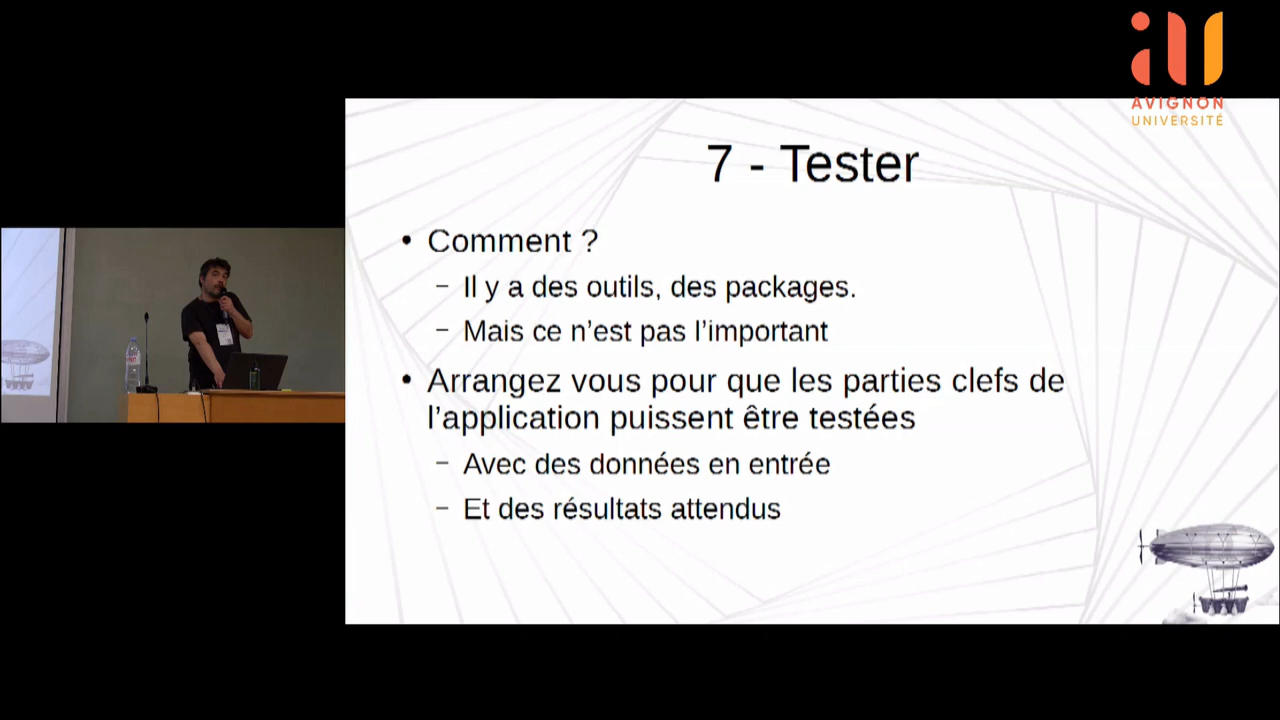 AVIGNON
UNIVERSITÉ
7 - Tester
• Comment ?
– Il y a des outils, des packages.
– Mais ce n’est pas l’important
• Arrangez vous pour que les parties clefs de
l’application puissent être testées
– Avec des données en entrée
– Et des résultats attendus